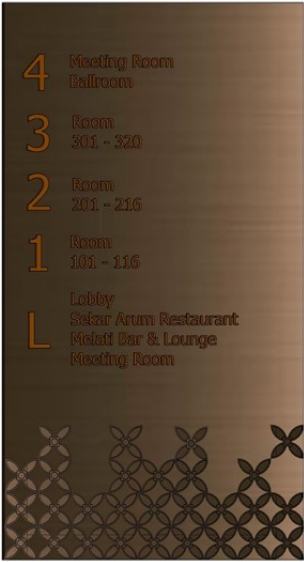 4
Meeting Room
Ballroom
3
Room
301 - 320
2
Room
201 - 216
1
Room
101 - 116
L
Lobby
Sekar Arum Restaurant
Melati Bar & Lounge
Meeting Room